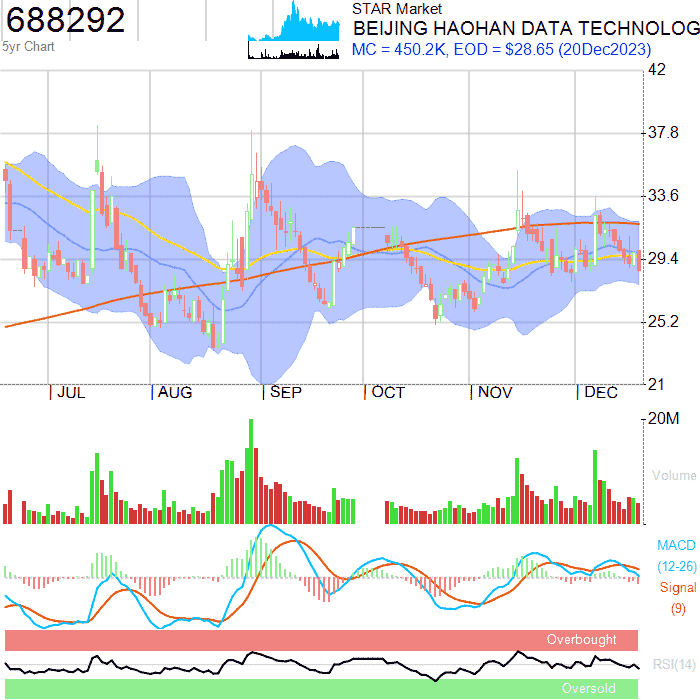 688292
5yr Chart
STAR Market
BEIJING HAOHAN DATA TECHNOLOG
MC = 450.2K, EOD = $28.65 (20Dec2023)
42
37.8
33.6
29.4
25.2
21
JUL AUG SEP OCT NOV DEC
20M
Volume
MACD
(12-26)
Signal
(9)
Overbought
RSI(14)
Oversold